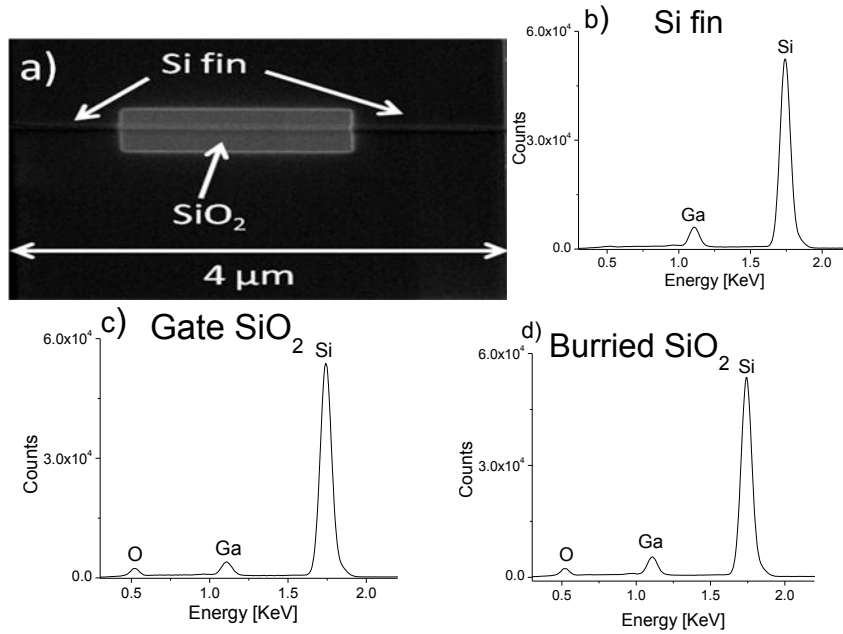 a)
Si fin
SiO2
4 µm
b)
Si fin
6.0x10^4
3.0x10^4
0.0
Counts
Si
Ga
0.5 1.0 1.5 2.0
Energy [KeV]
c)
Gate SiO2
6.0x10^4
3.0x10^4
0.0
Counts
O
Ga
Si
0.5 1.0 1.5 2.0
Energy [KeV]
d)
Burried SiO2
6.0x10^4
3.0x10^4
0.0
Counts
O
Ga
Si
0.5 1.0 1.5 2.0
Energy [KeV]